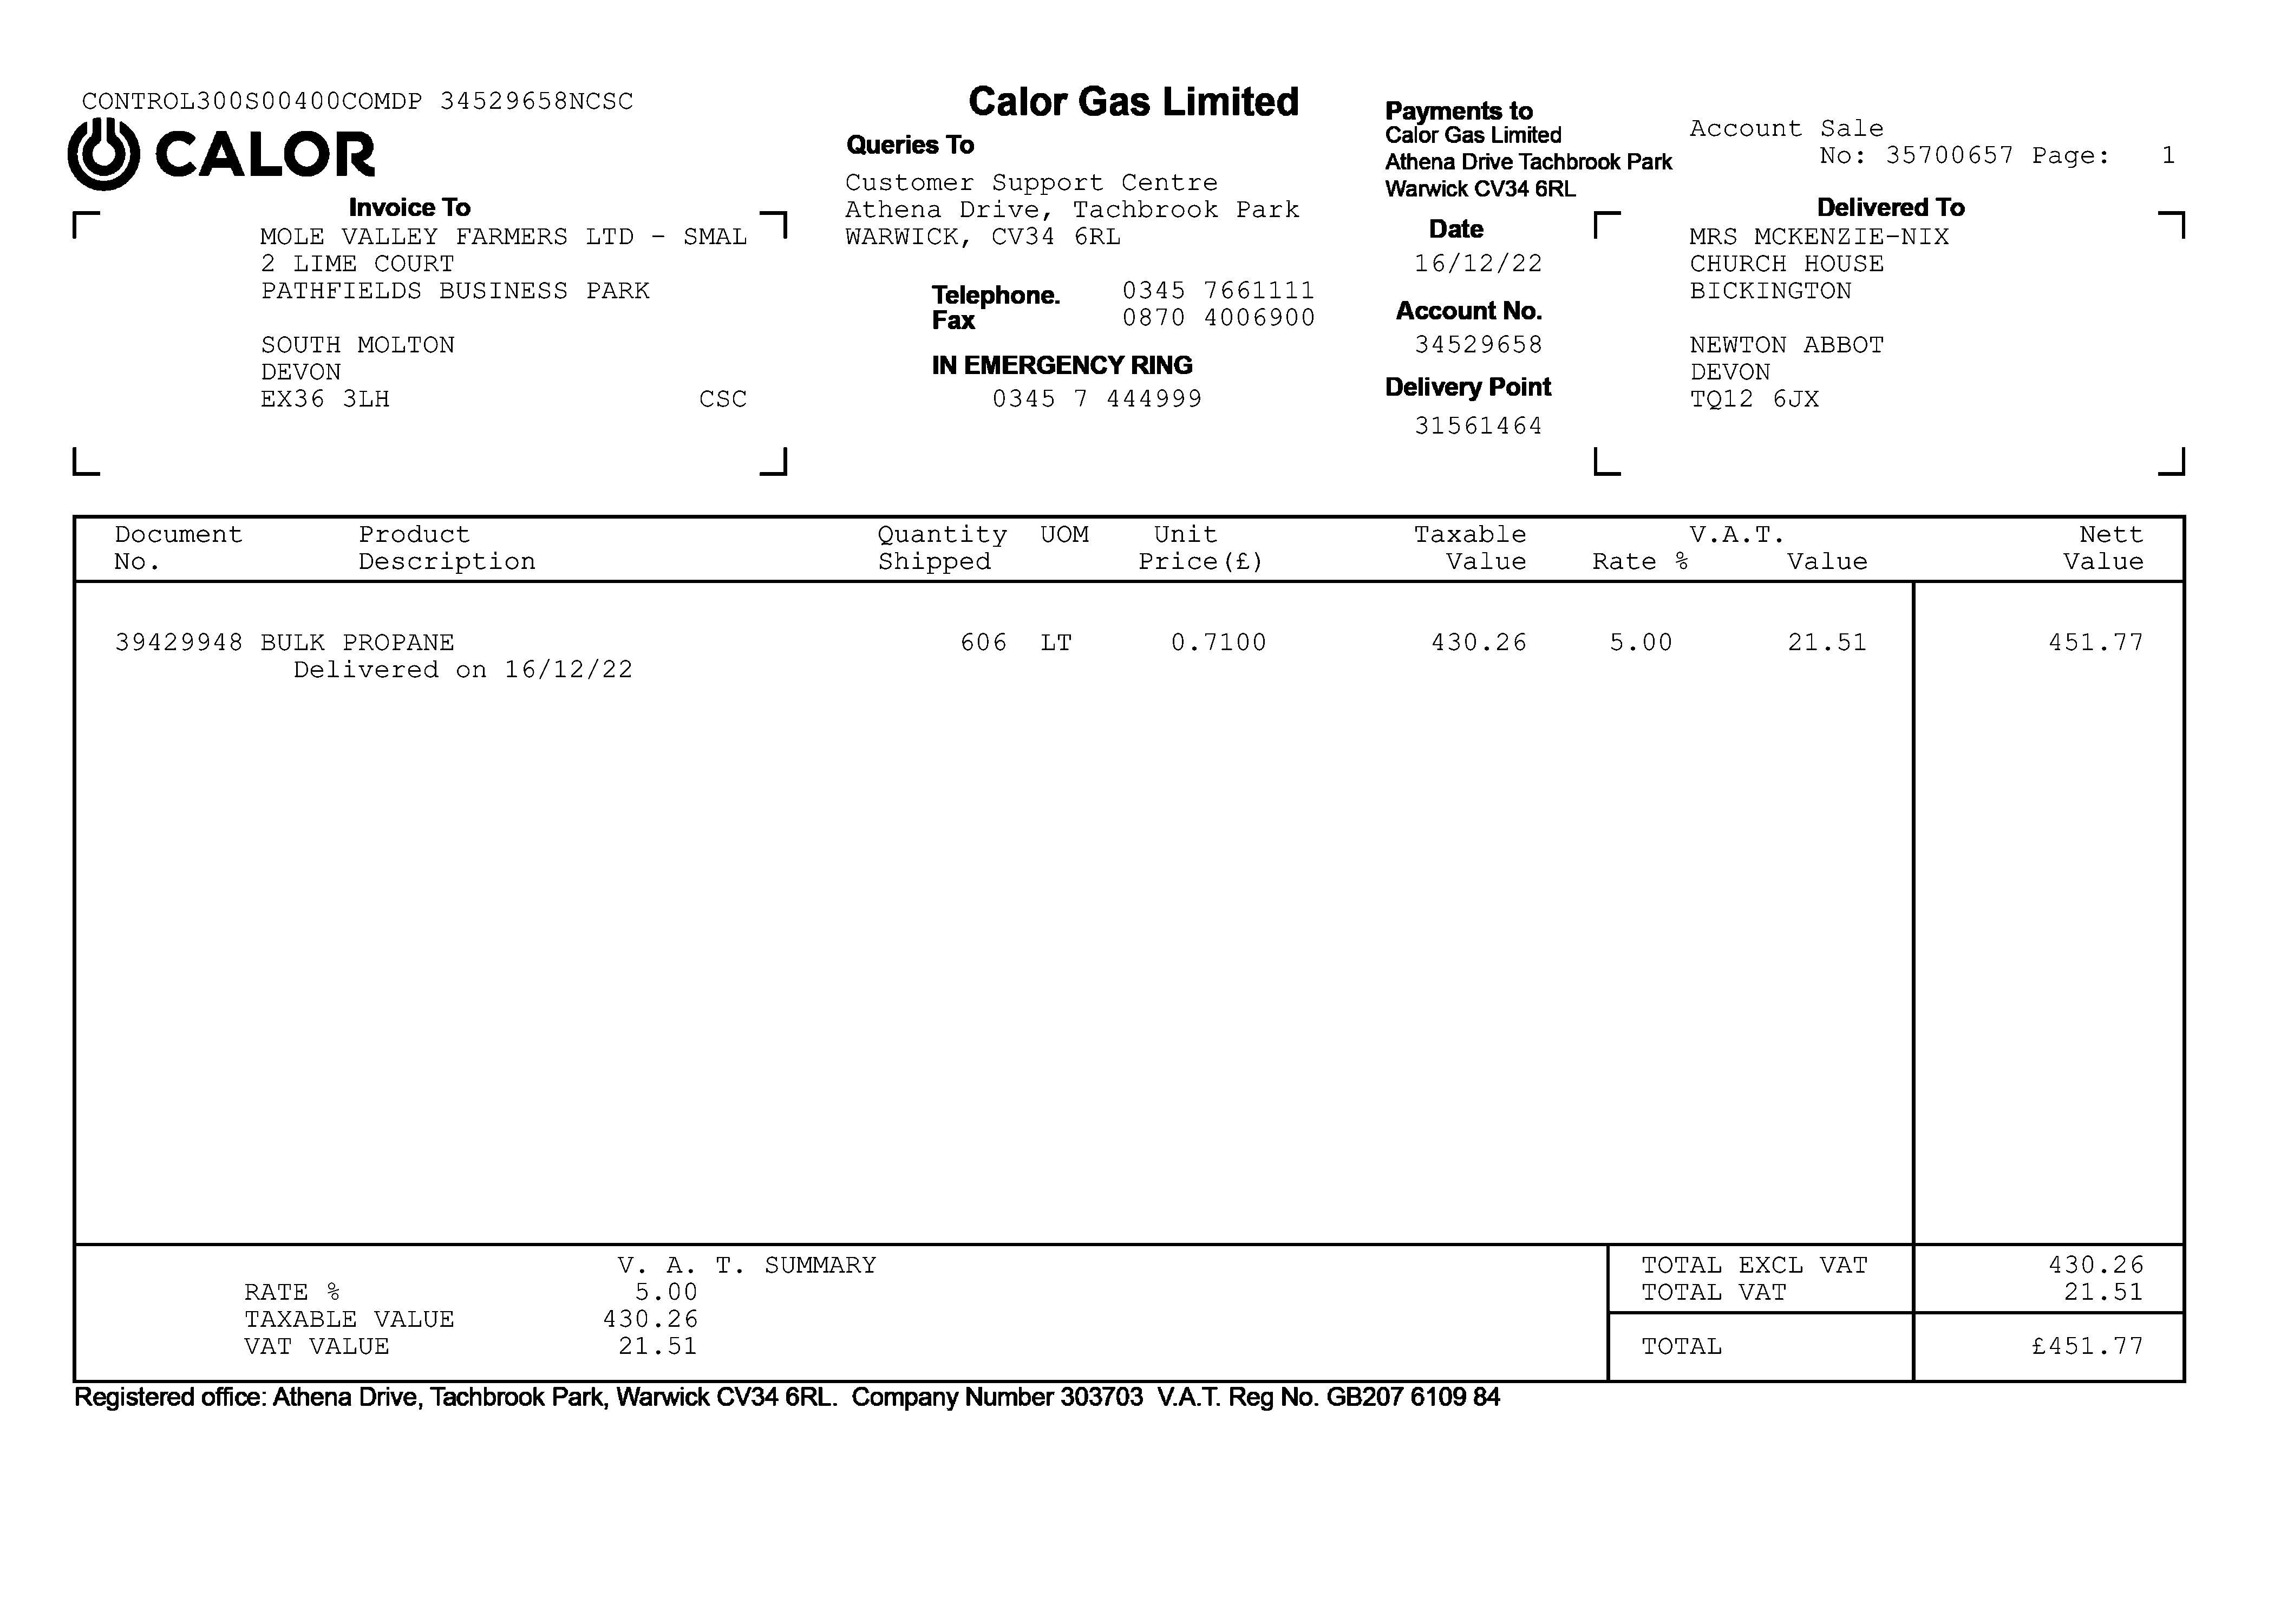 CONTROL300S00400COMDP 34529658NCSC
CALOR
Invoice To
MOLE VALLEY FARMERS LTD - SMAL
2 LIME COURT
PATHFIELDS BUSINESS PARK
SOUTH MOLTON
DEVON
EX36 3LH CSC
Calor Gas Limited
Queries To
Customer Support Centre
Athena Drive, Tachbrook Park
WARWICK, CV34 6RL
Telephone. 0345 7661111
Fax 0870 4006900
IN EMERGENCY RING
0345 7 444999
Payments to
Calor Gas Limited
Athena Drive Tachbrook Park
Warwick CV34 6RL
Date
16/12/22
Account No.
34529658
Delivery Point
31561464
Account Sale
No: 35700657 Page: 1
Delivered To
MRS MCKENZIE-NIX
CHURCH HOUSE
BICKINGTON
NEWTON ABBOT
DEVON
TQ12 6JX
Document Product Quantity UOM Unit Taxable V.A.T. Nett
No. Description Shipped Price(£) Value Rate % Value Value
39429948 BULK PROPANE 606 LT 0.7100 430.26 5.00 21.51 451.77
Delivered on 16/12/22
V. A. T. SUMMARY
RATE % 5.00
TAXABLE VALUE 430.26
VAT VALUE 21.51
TOTAL EXCL VAT 430.26
TOTAL VAT 21.51
TOTAL £451.77
Registered office: Athena Drive, Tachbrook Park, Warwick CV34 6RL. Company Number 303703 V.A.T. Reg No. GB207 6109 84